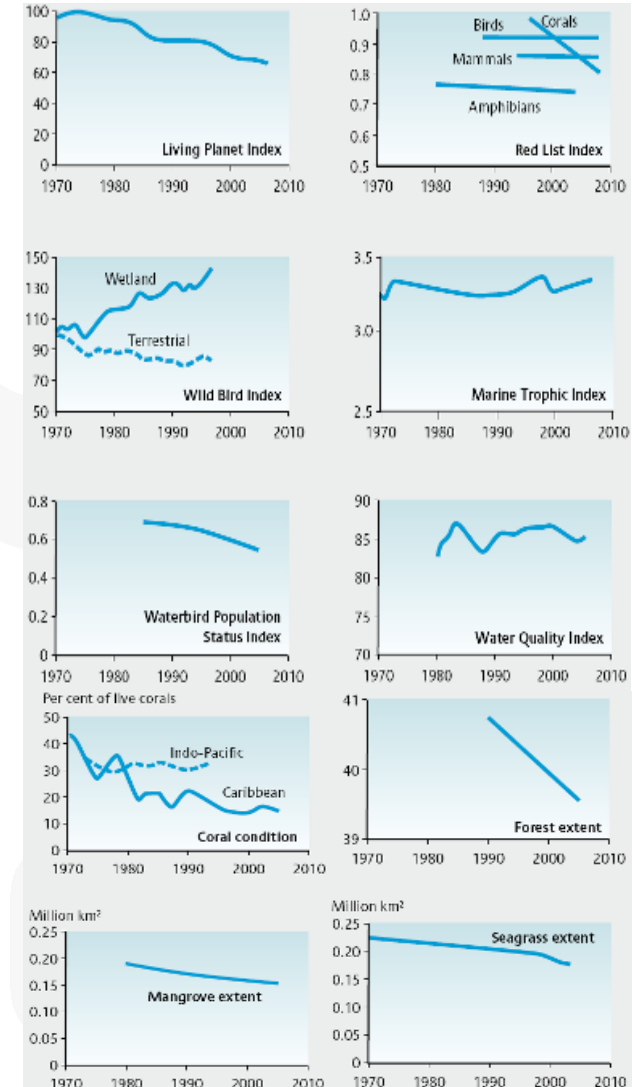 100
80
60
40
20
0
Living Planet Index
1970 1980 1990 2000 2010
1.0
0.9
0.8
0.7
0.6
0.5
Birds
Corals
Mammals
Amphibians
Red List Index
1970 1980 1990 2000 2010
150
130
110
90
70
50
Wetland
Terrestrial
Wild Bird Index
1970 1980 1990 2000 2010
3.5
3.0
2.5
Marine Trophic Index
1970 1980 1990 2000 2010
0.8
0.6
0.4
0.2
0
Waterbird Population
Status Index
1970 1980 1990 2000 2010
90
85
80
75
70
Water Quality Index
1970 1980 1990 2000 2010
Per cent of live corals
50
40
30
20
10
0
Indo-Pacific
Caribbean
Coral condition
1970 1980 1990 2000 2010
41
40
39
Forest extent
1970 1980 1990 2000 2010
Million km²
0.25
0.20
0.15
0.10
0.05
0
Mangrove extent
1970 1980 1990 2000 2010
Million km²
0.25
0.20
0.15
0.10
0.05
0
Seagrass extent
1970 1980 1990 2000 2010